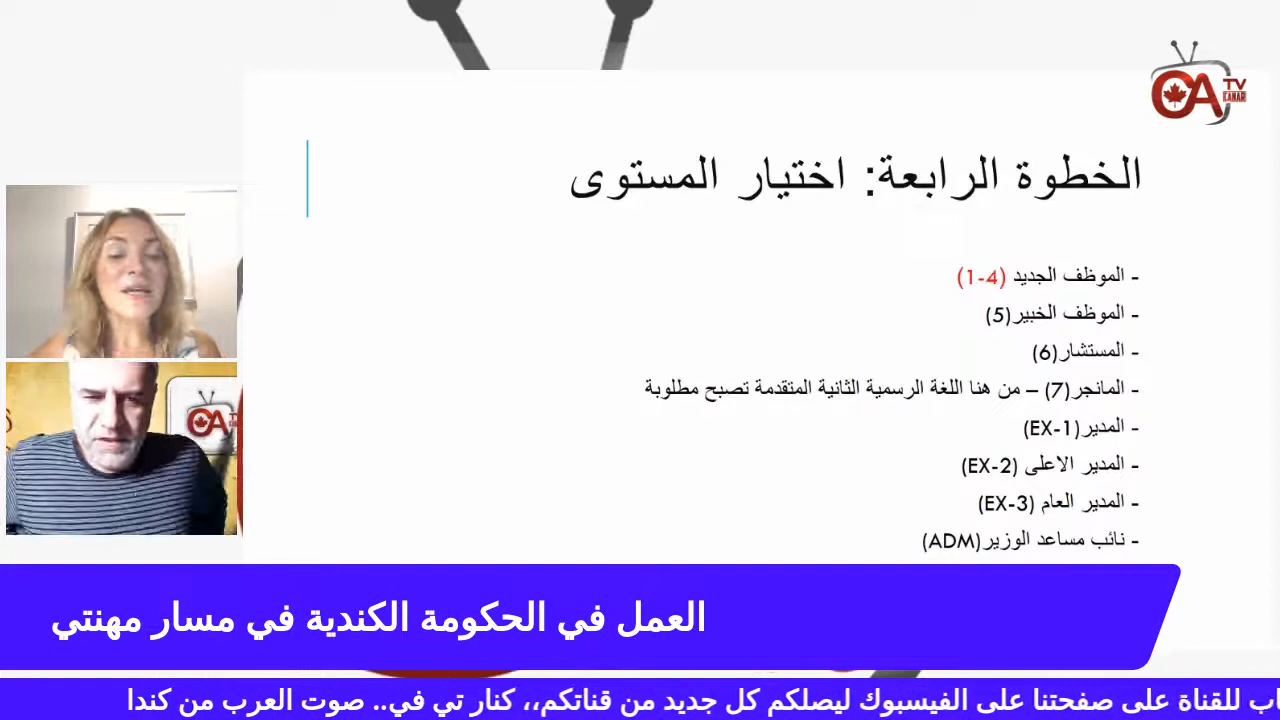 CA TV
KANAR
الخطوة الرابعة: اختيار المستوى
- الموظف الجديد (1-4)
- الموظف الخبير(5)
- المستشار(6)
- المانجر(7) – من هنا اللغة الرسمية الثانية المتقدمة تصبح مطلوبة
- المدير(EX-1)
- المدير الاعلى (EX-2)
- المدير العام (EX-3)
- نائب مساعد الوزير(ADM)
العمل في الحكومة الكندية في مسار مهنتي
للقناة على صفحتنا على الفيسبوك ليصلكم كل جديد من قناتكم،، كنار تي في.. صوت العرب من كندا